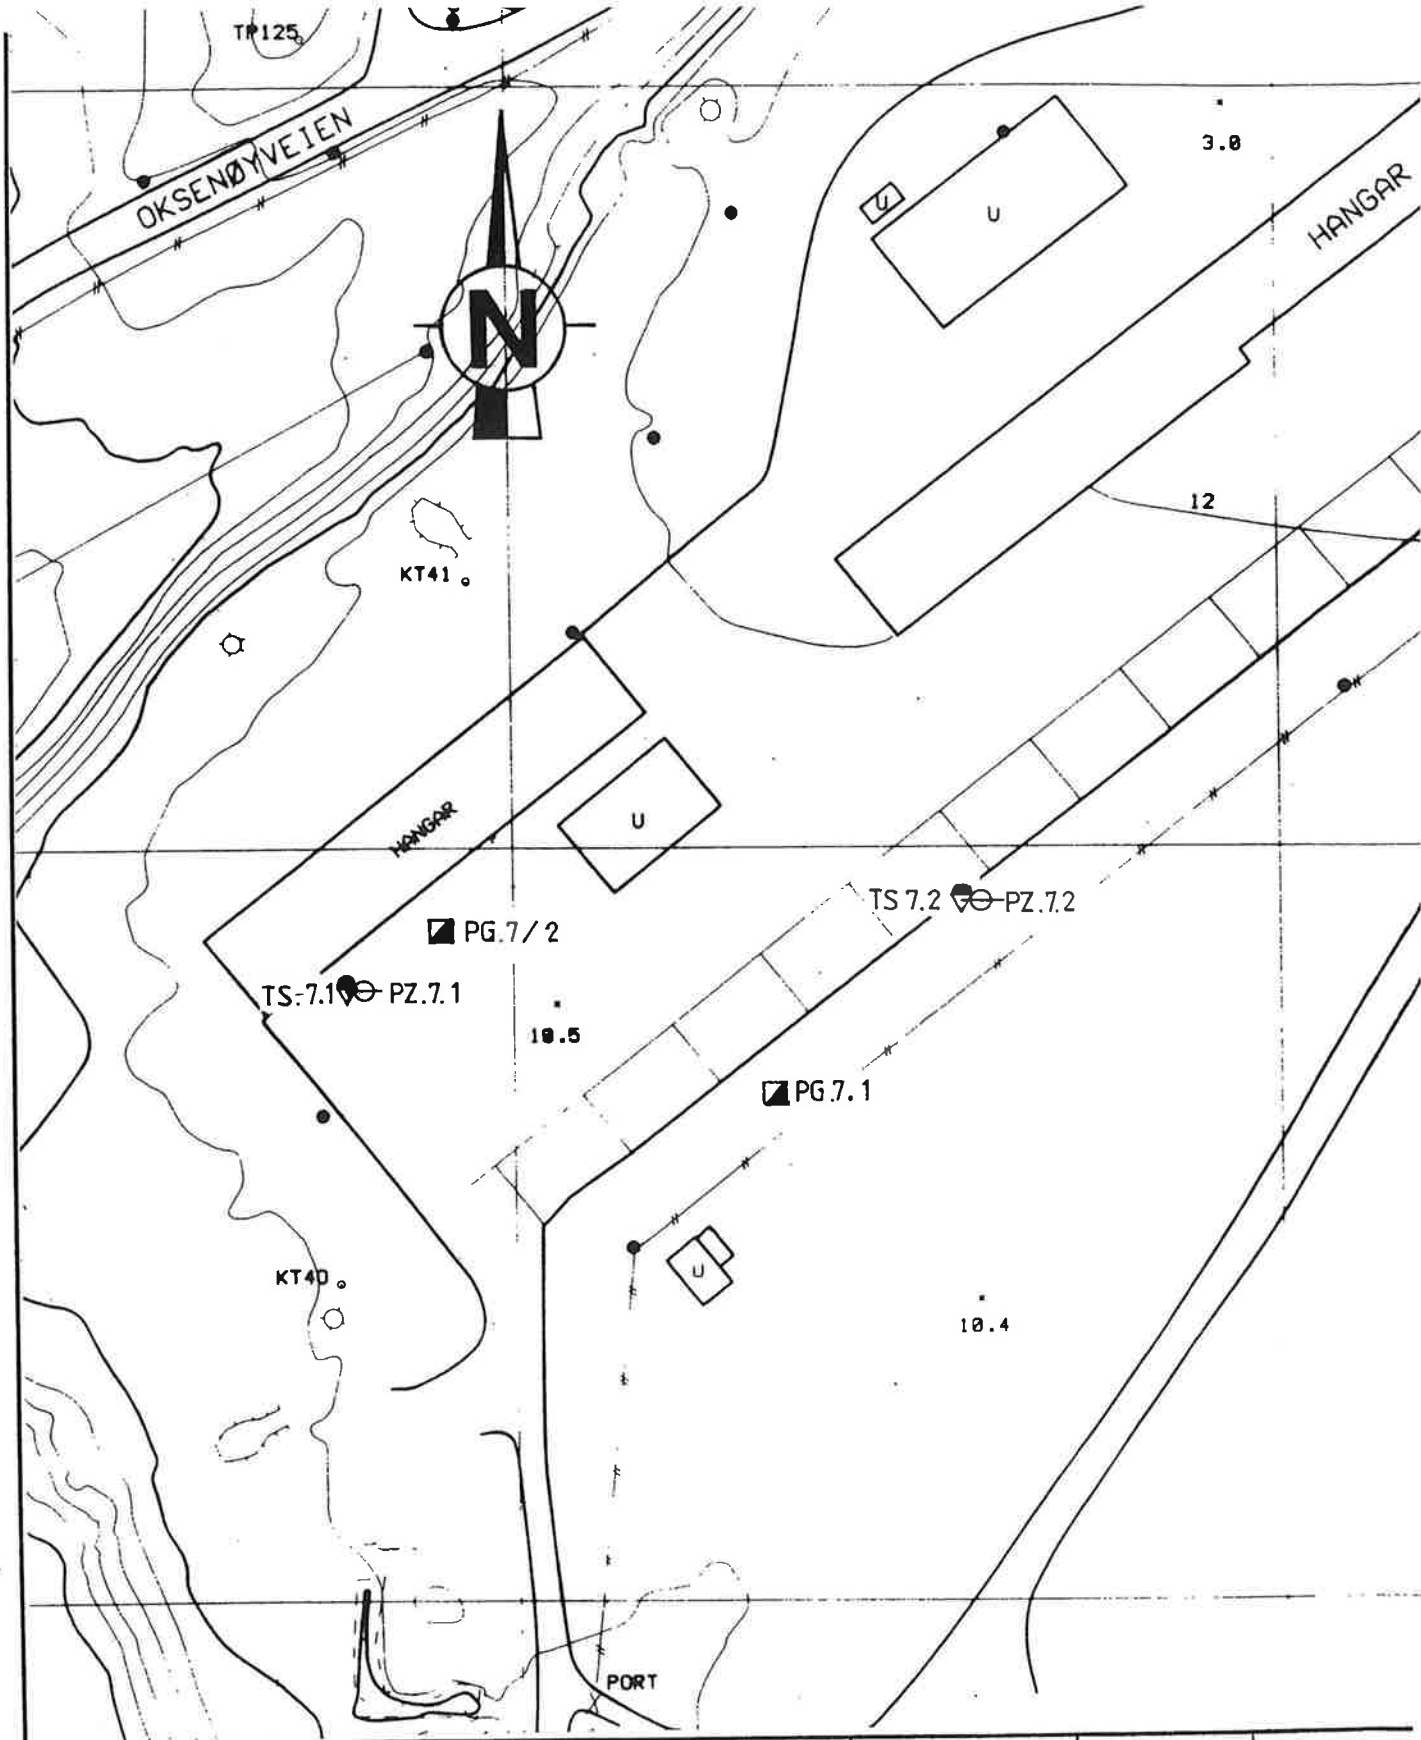 TP125
OKSENØYVEIEN
N
3.0
U
U
HANGAR
12
KT41
HANGAR
U
TS 7.2 PZ.7.2
PG.7/2
TS.7.1 PZ.7.1
10.5
PG.7.1
KT40
U
10.4
PORT